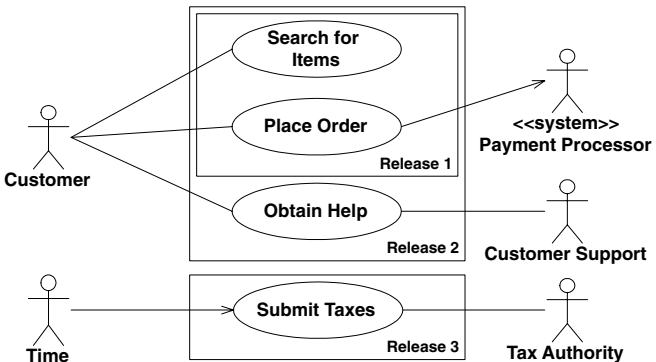 Search for
Items
Place Order
<<system>>
Payment Processor
Release 1
Customer
Obtain Help
Release 2
Customer Support
Submit Taxes
Release 3
Time
Tax Authority